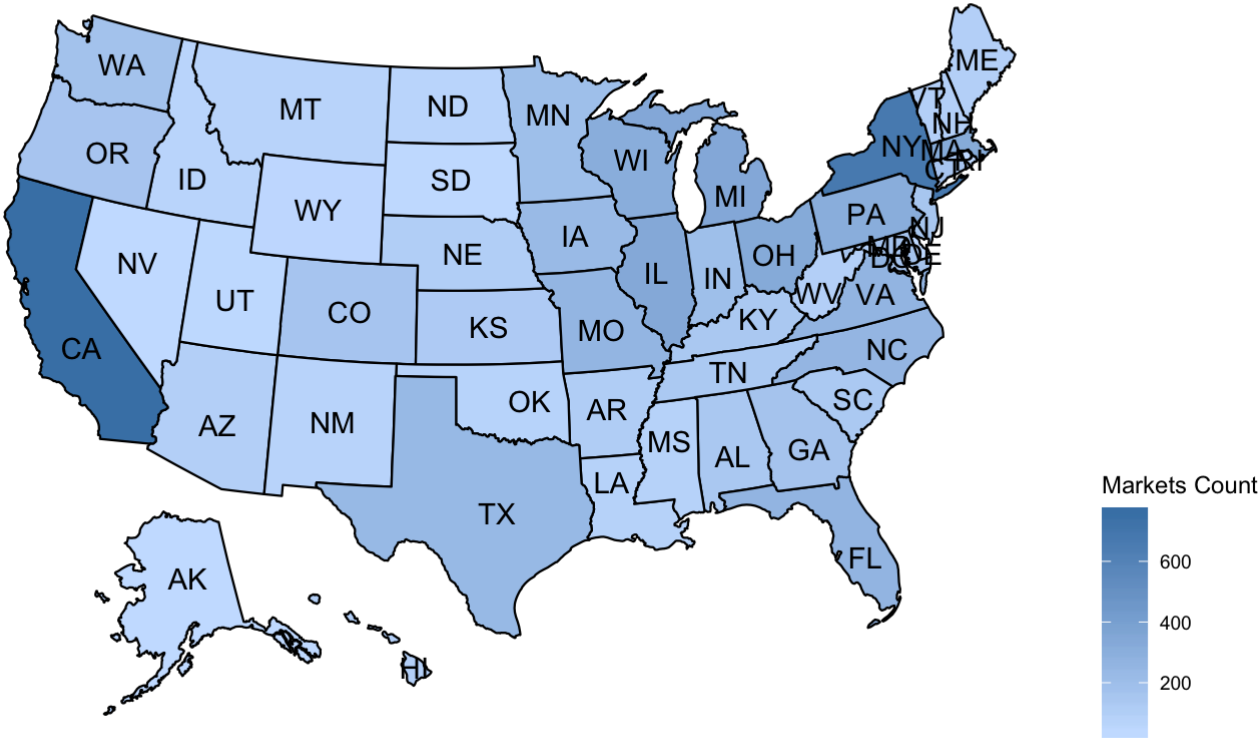 WA
MT
ND
MN
ME
VT
NH
OR
ID
SD
WI
NY
MA
RI
CT
WY
MI
PA
NJ
NV
UT
NE
IA
IL
IN
OH
MD
DC
DE
CO
KS
MO
WV
VA
KY
CA
NC
TN
AZ
NM
OK
AR
SC
MS
AL
GA
LA
TX
FL
AK
HI
Markets Count
600
400
200